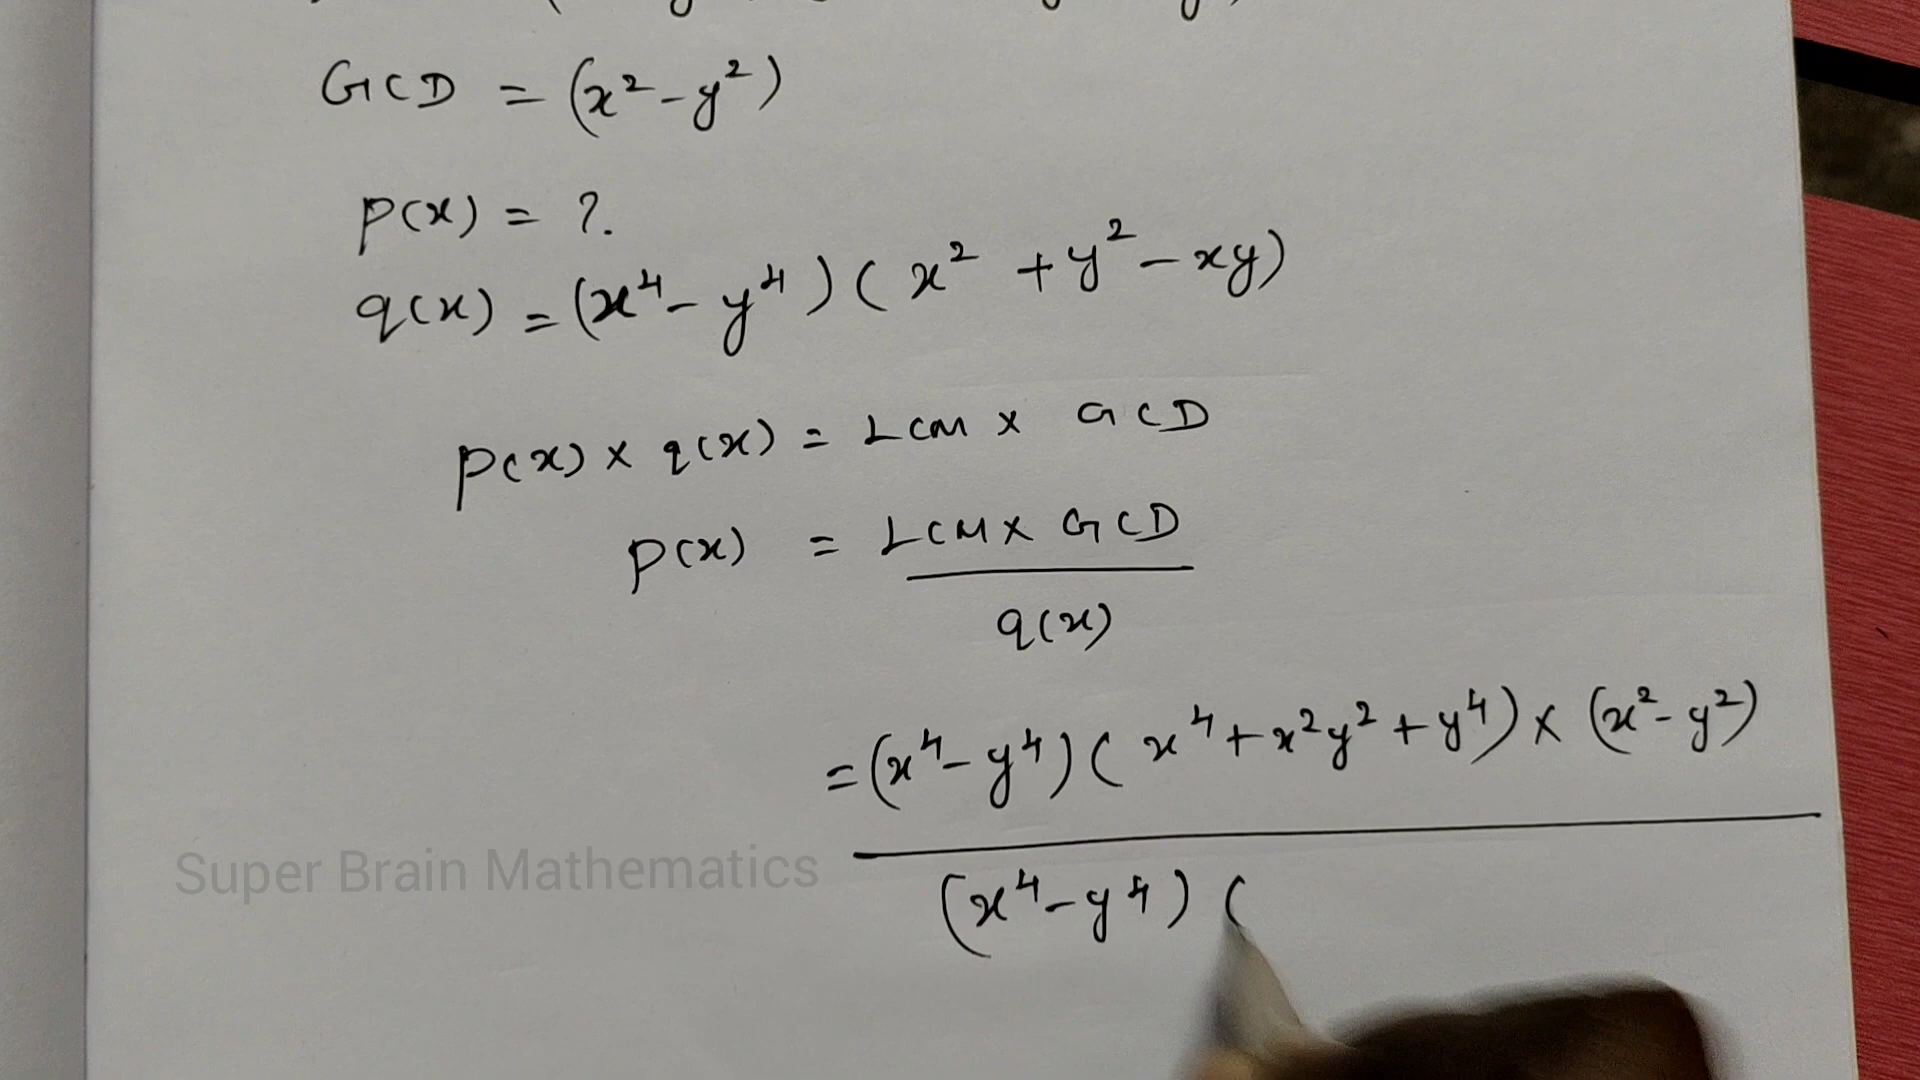 GCD = (x²-y²)
p(x) = ?.
q(x) = (x⁴-y⁴)(x²+y²-xy)
p(x) x q(x) = LCM x GCD
p(x) = LCM x GCD
q(x)
= (x⁴-y⁴)(x⁴+x²y²+y⁴) x (x²-y²)
Super Brain Mathematics
(x⁴-y⁴)(